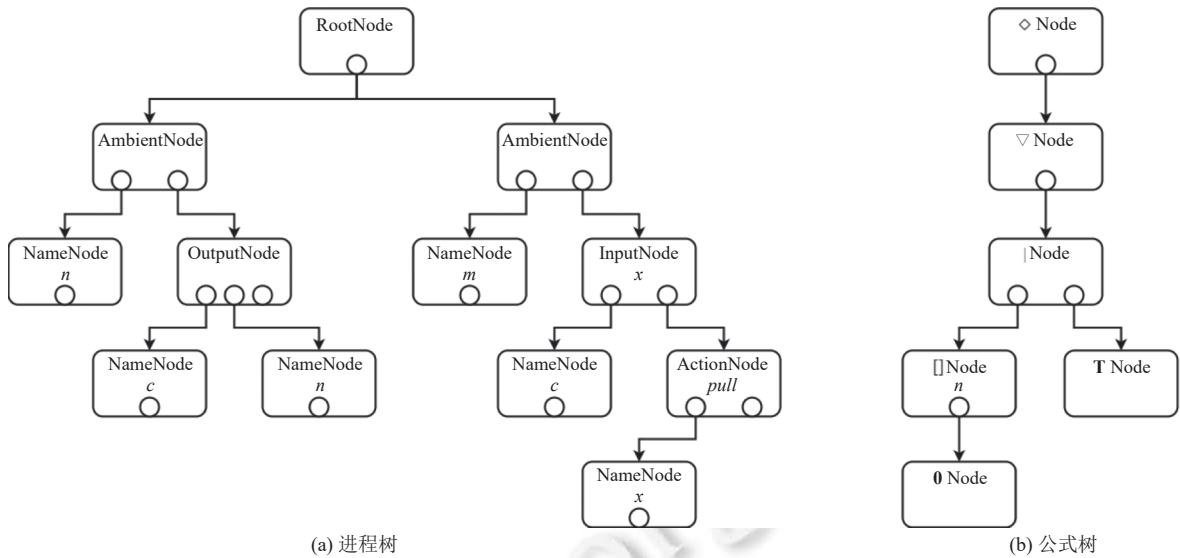 RootNode
AmbientNode
AmbientNode
NameNode
n
OutputNode
NameNode
m
InputNode
x
NameNode
c
NameNode
n
NameNode
c
ActionNode
pull
NameNode
x
(a) 进程树
◇ Node
▽ Node
| Node
[] Node
n
T Node
0 Node
(b) 公式树